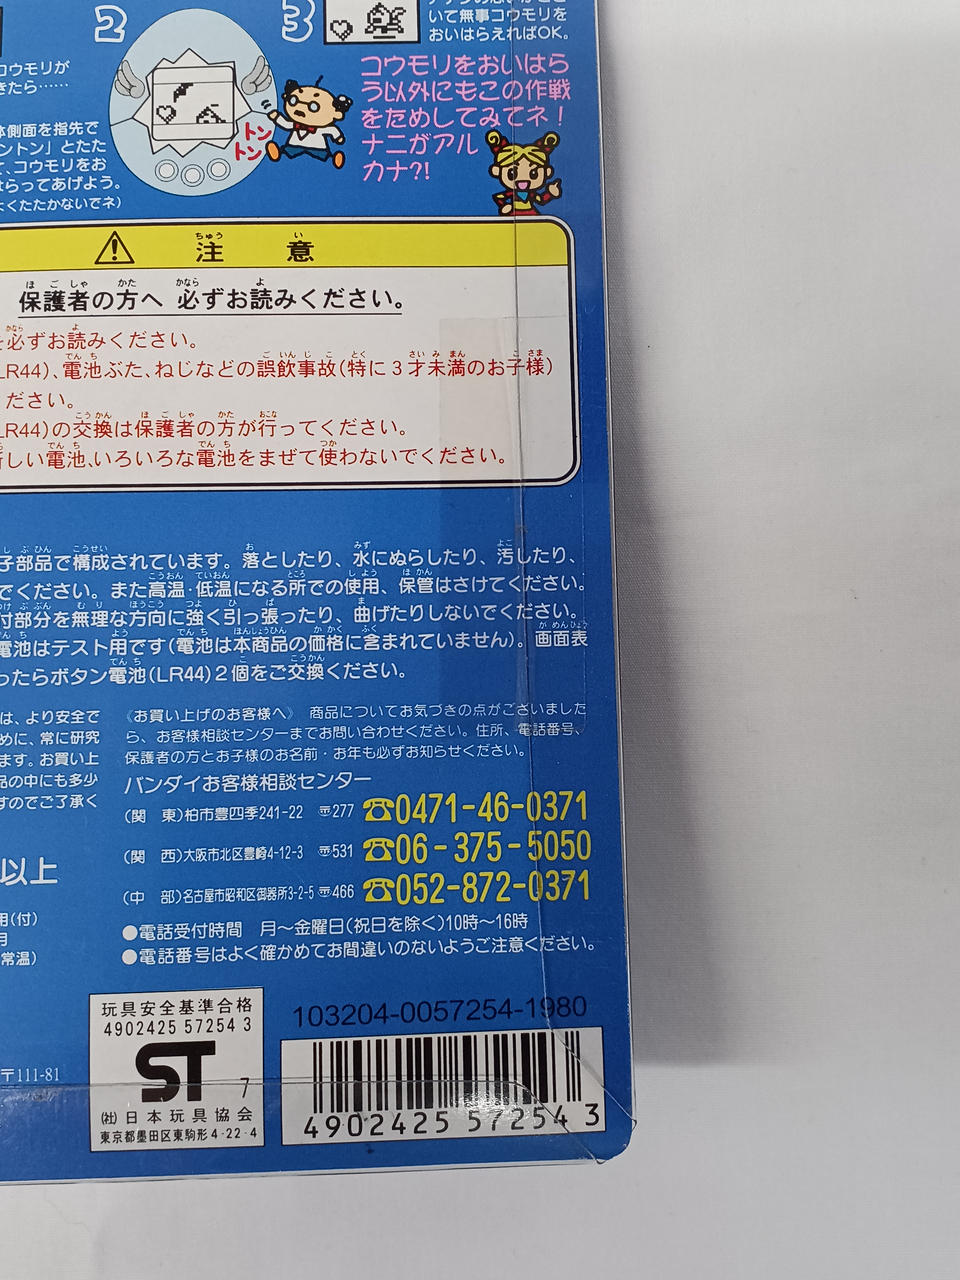 2
3
いて無事コウモリを
おいはらえればOK。
コウモリが
きたら……
体側面を指先で
ントン」とたた
て、コウモリをお
はらってあげよう。
よくたたかないでネ)
トン
トン
コウモリをおいはら
う以外にもこの作戦
をためしてみてネ！
ナニがアル
カナ?!
注意
保護者の方へ 必ずお読みください。
必ずお読みください。
LR44)、電池ぶた、ねじなどの誤飲事故(特に3才未満のお子様)
ださい。
LR44)の交換は保護者の方が行ってください。
しい電池、いろいろな電池をまぜて使わないでください。
子部品で構成されています。落としたり、水にぬらしたり、汚したり、
でください。また高温・低温になる所での使用、保管はさけてください。
付部分を無理な方向に強く引っ張ったり、曲げたりしないでください。
電池はテスト用です(電池は本商品の価格に含まれていません)。画面表
ったらボタン電池(LR44)2個をご交換ください。
は、より安全で
めに、常に研究
ます。お買い上
品の中にも多少
すのでご了承く
《お買い上げのお客様へ》 商品についてお気づきの点がございました
ら、お客様相談センターまでお問い合わせください。住所、電話番号、
保護者の方とお子様のお名前・お年も必ずお知らせください。
バンダイお客様相談センター
(関 東)柏市豊四季241-22 〒277 ☎0471-46-0371
(関 西)大阪市北区豊崎4-12-3 〒531 ☎06-375-5050
(中 部)名古屋市昭和区御器所3-2-5 〒466 ☎052-872-0371
●電話受付時間 月～金曜日(祝日を除く)10時～16時
●電話番号はよく確かめてお間違いのないようご注意ください。
以上
用(付)
月
常温)
〒111-81
玩具安全基準合格
4902425 57254 3
ST 7
(社)日本玩具協会
東京都墨田区東駒形4-22-4
103204-0057254-1980
4902425 572543